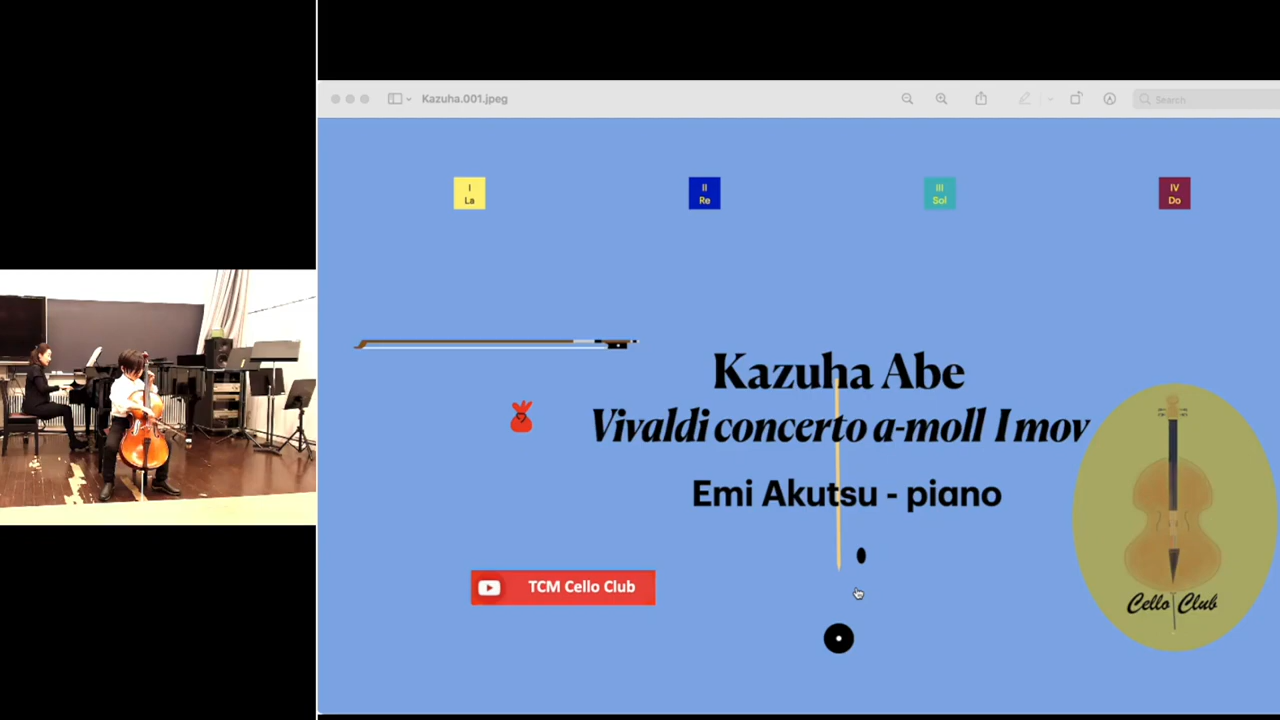 Kazuha.001.jpeg
Search
I
La
II
Re
III
Sol
IV
Do
Kazuha Abe
Vivaldi concerto a-moll I mov
Emi Akutsu - piano
TCM Cello Club
Cello Club